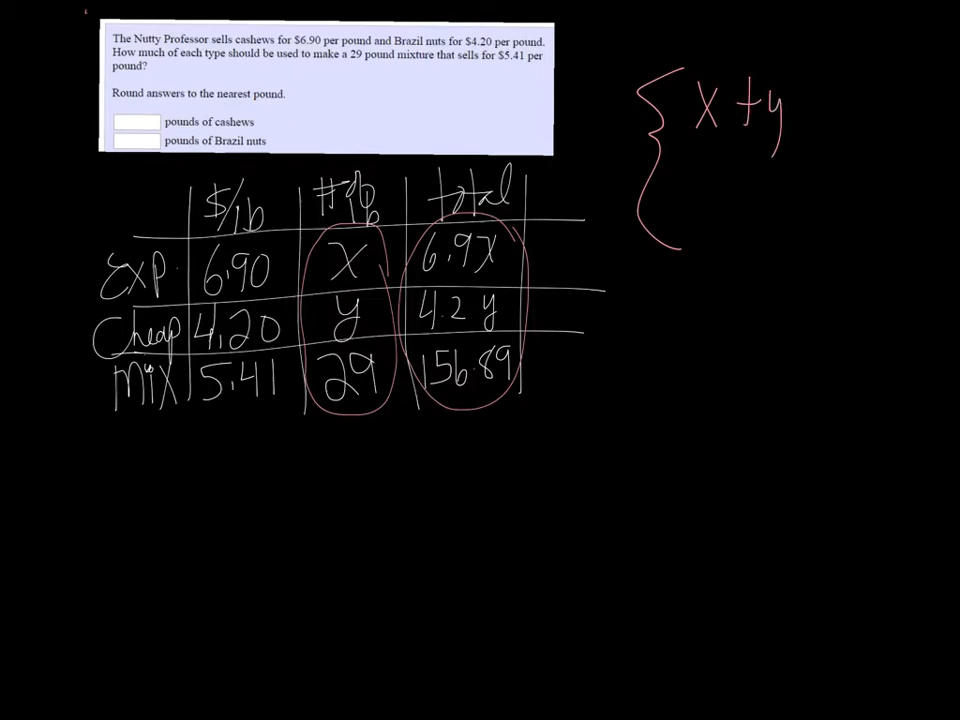 The Nutty Professor sells cashews for $6.90 per pound and Brazil nuts for $4.20 per pound.
How much of each type should be used to make a 29 pound mixture that sells for $5.41 per
pound?
Round answers to the nearest pound.
pounds of cashews
pounds of Brazil nuts
x + y
$/lb #lb total
Exp. 6.90 x 6.9x
Cheap 4.20 y 4.2 y
Mix 5.41 29 156.89